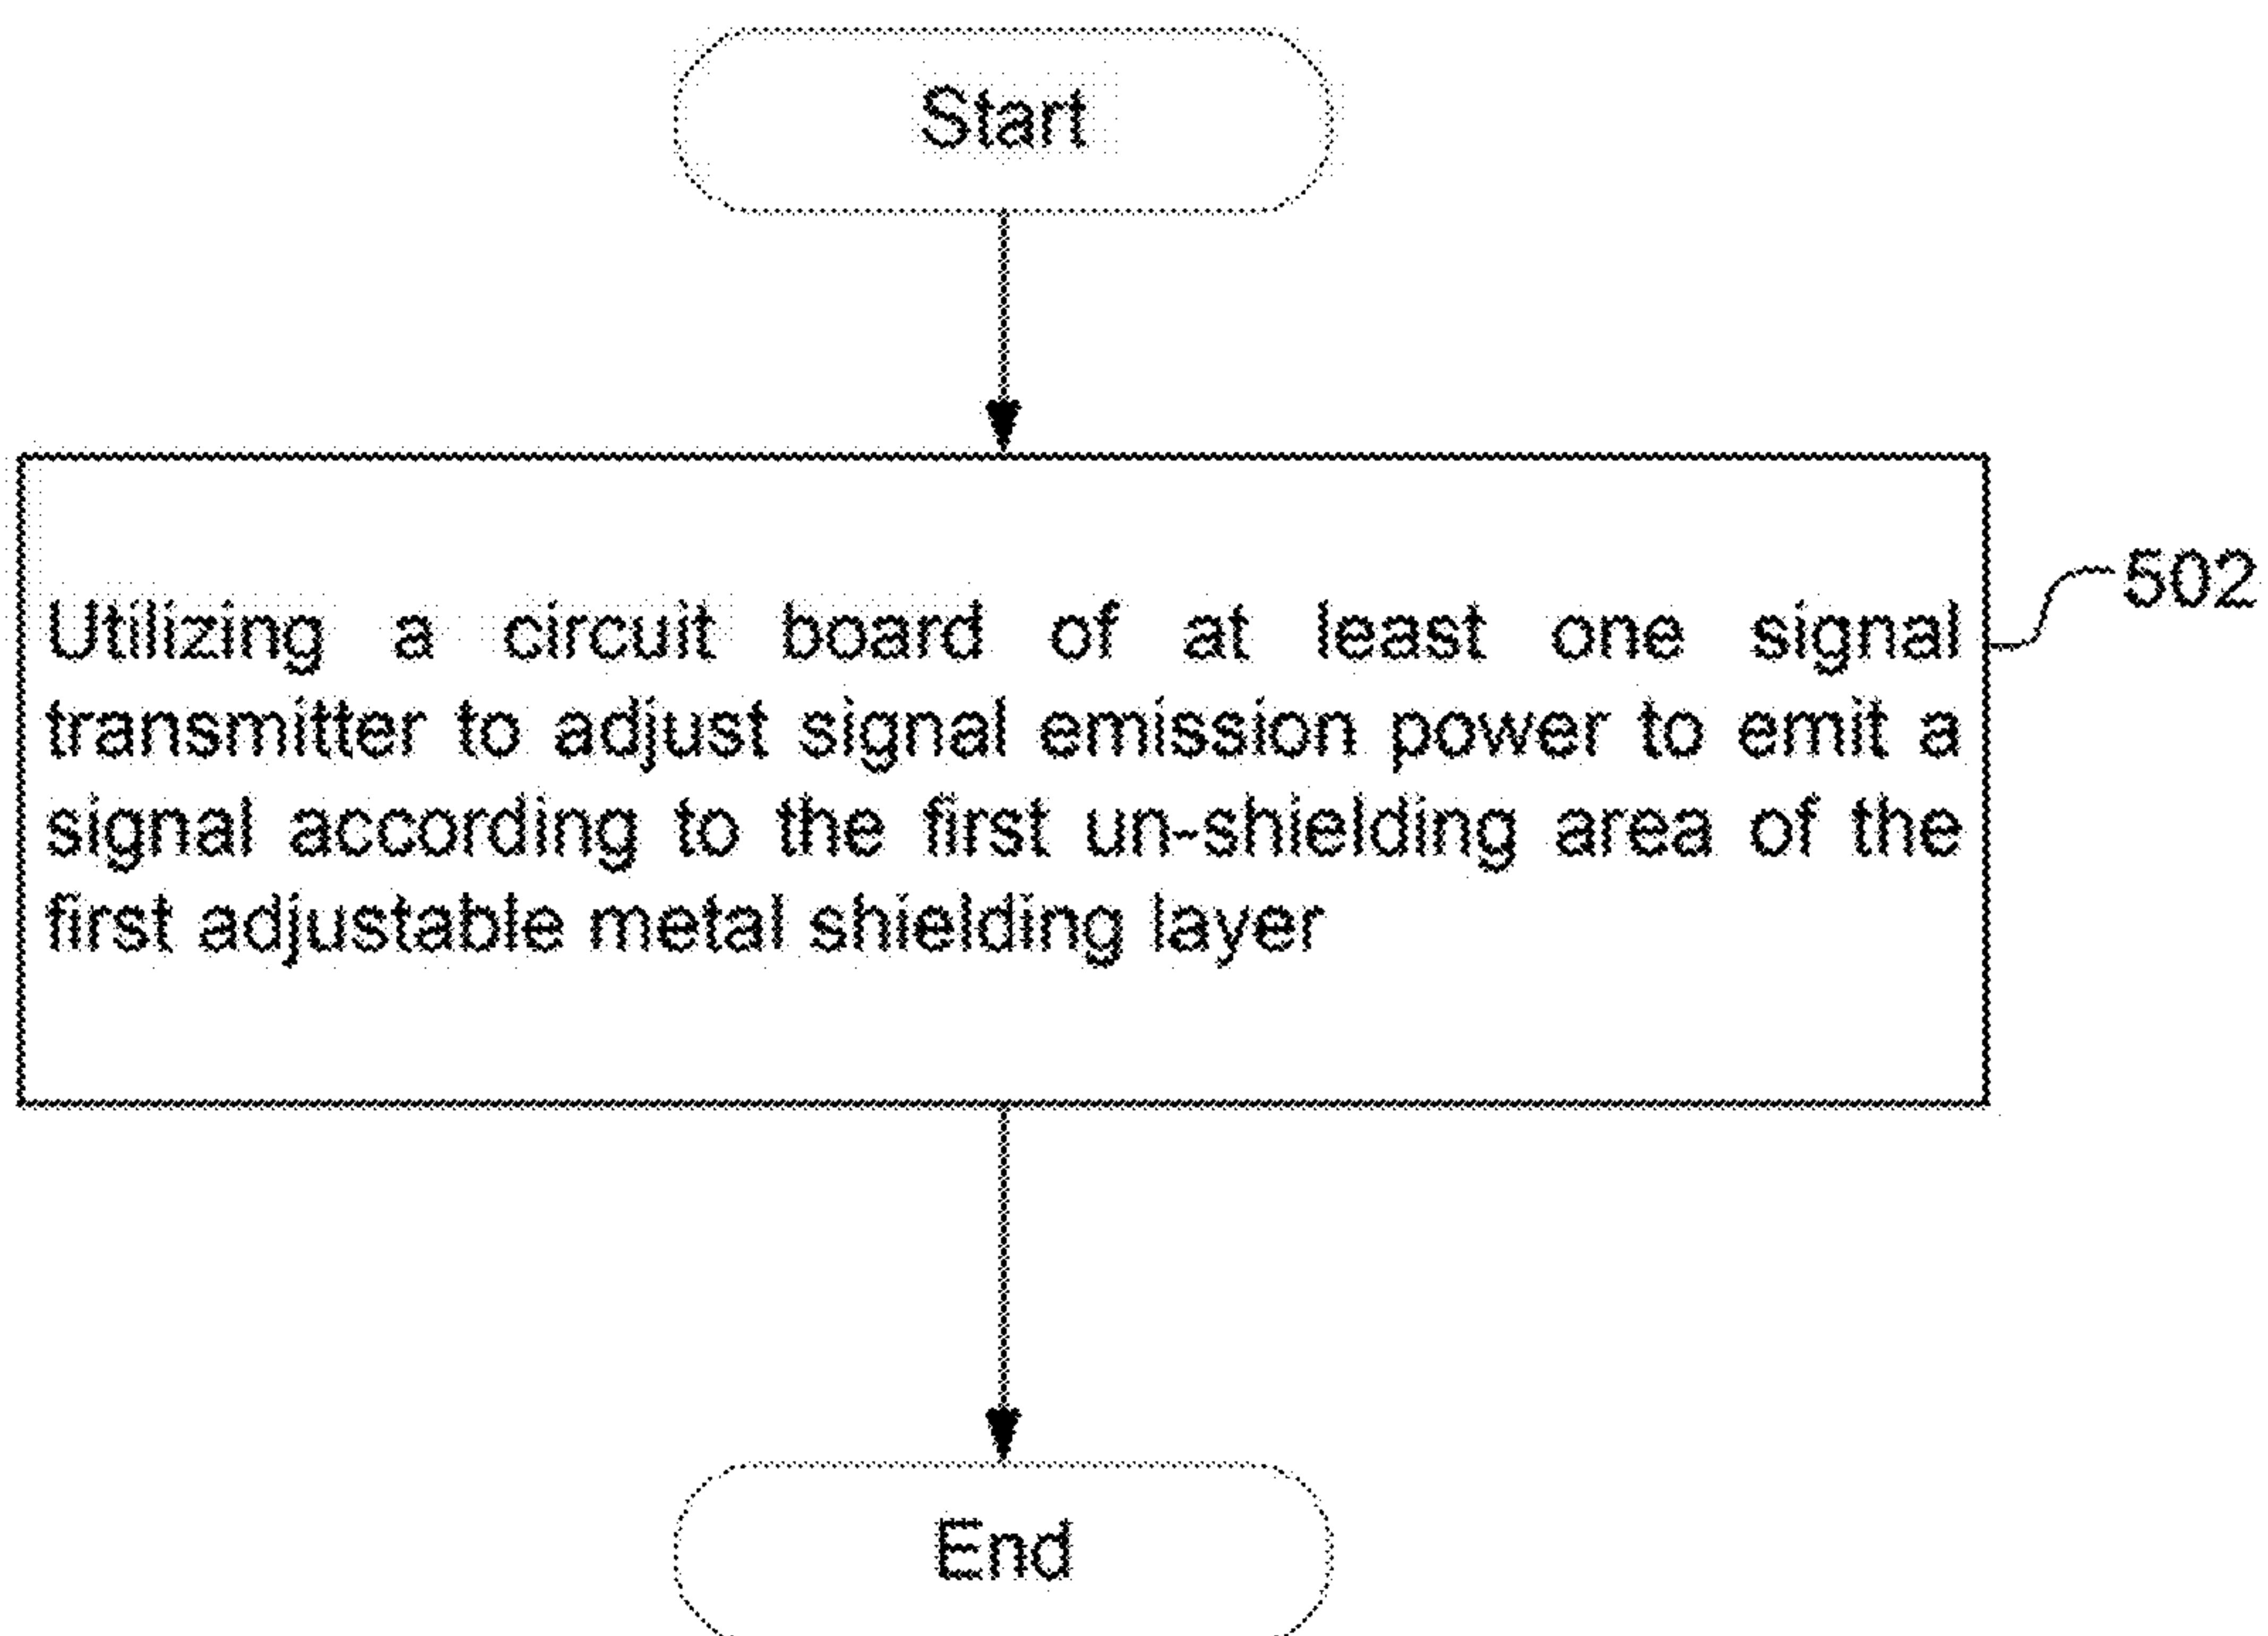 Start
502
Utilizing a circuit board of at least one signal
transmitter to adjust signal emission power to emit a
signal according to the first un-shielding area of the
first adjustable metal shielding layer
End